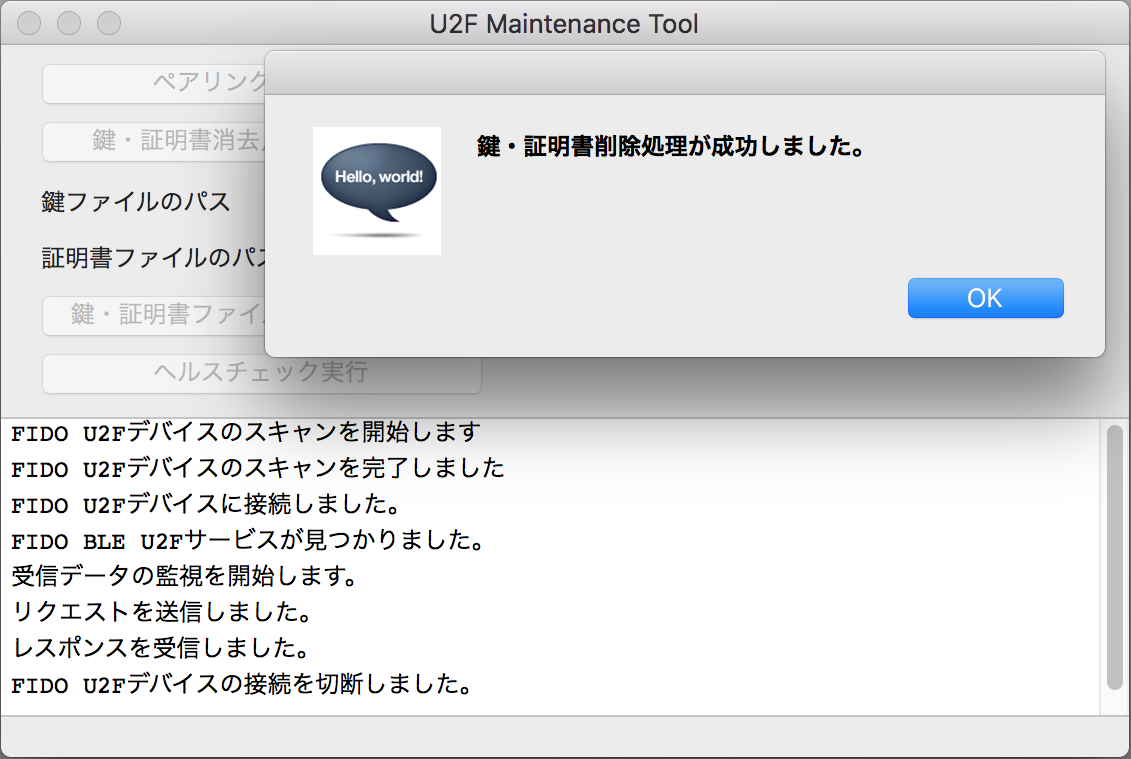 U2F Maintenance Tool
ペアリング
鍵・証明書消去
鍵ファイルのパス
証明書ファイルのパス
鍵・証明書ファイル
ヘルスチェック実行
Hello, world!
鍵・証明書削除処理が成功しました。
OK
FIDO U2Fデバイスのスキャンを開始します
FIDO U2Fデバイスのスキャンを完了しました
FIDO U2Fデバイスに接続しました。
FIDO BLE U2Fサービスが見つかりました。
受信データの監視を開始します。
リクエストを送信しました。
レスポンスを受信しました。
FIDO U2Fデバイスの接続を切断しました。